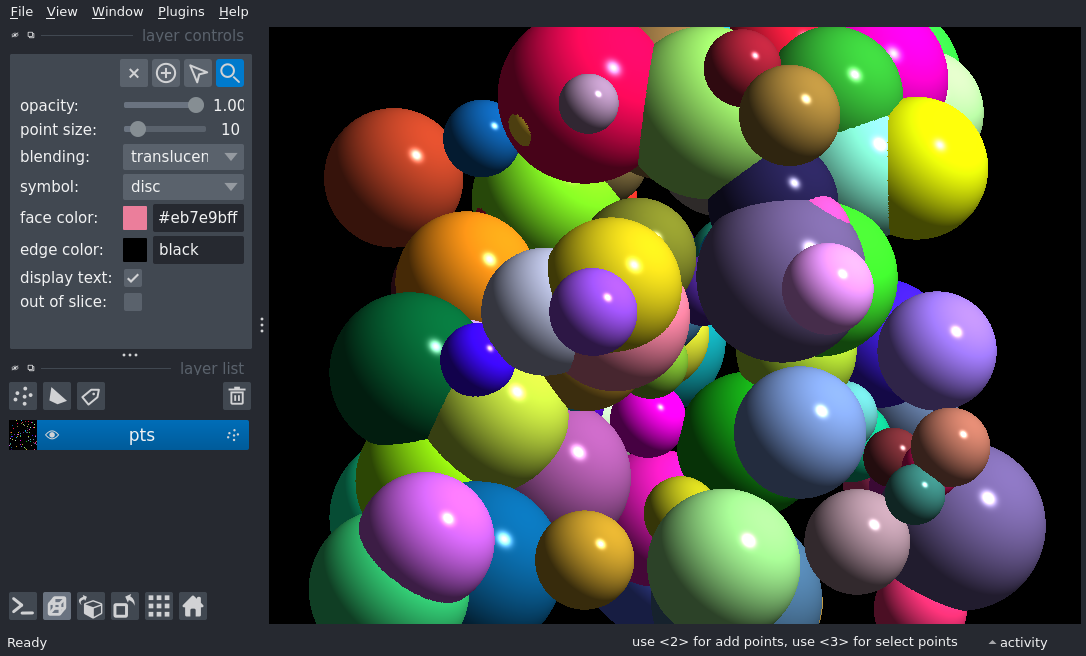 File View Window Plugins Help
layer controls
opacity: 1.00
point size: 10
blending: translucen
symbol: disc
face color: #eb7e9bff
edge color: black
display text:
out of slice:
layer list
pts
Ready use <2> for add points, use <3> for select points activity